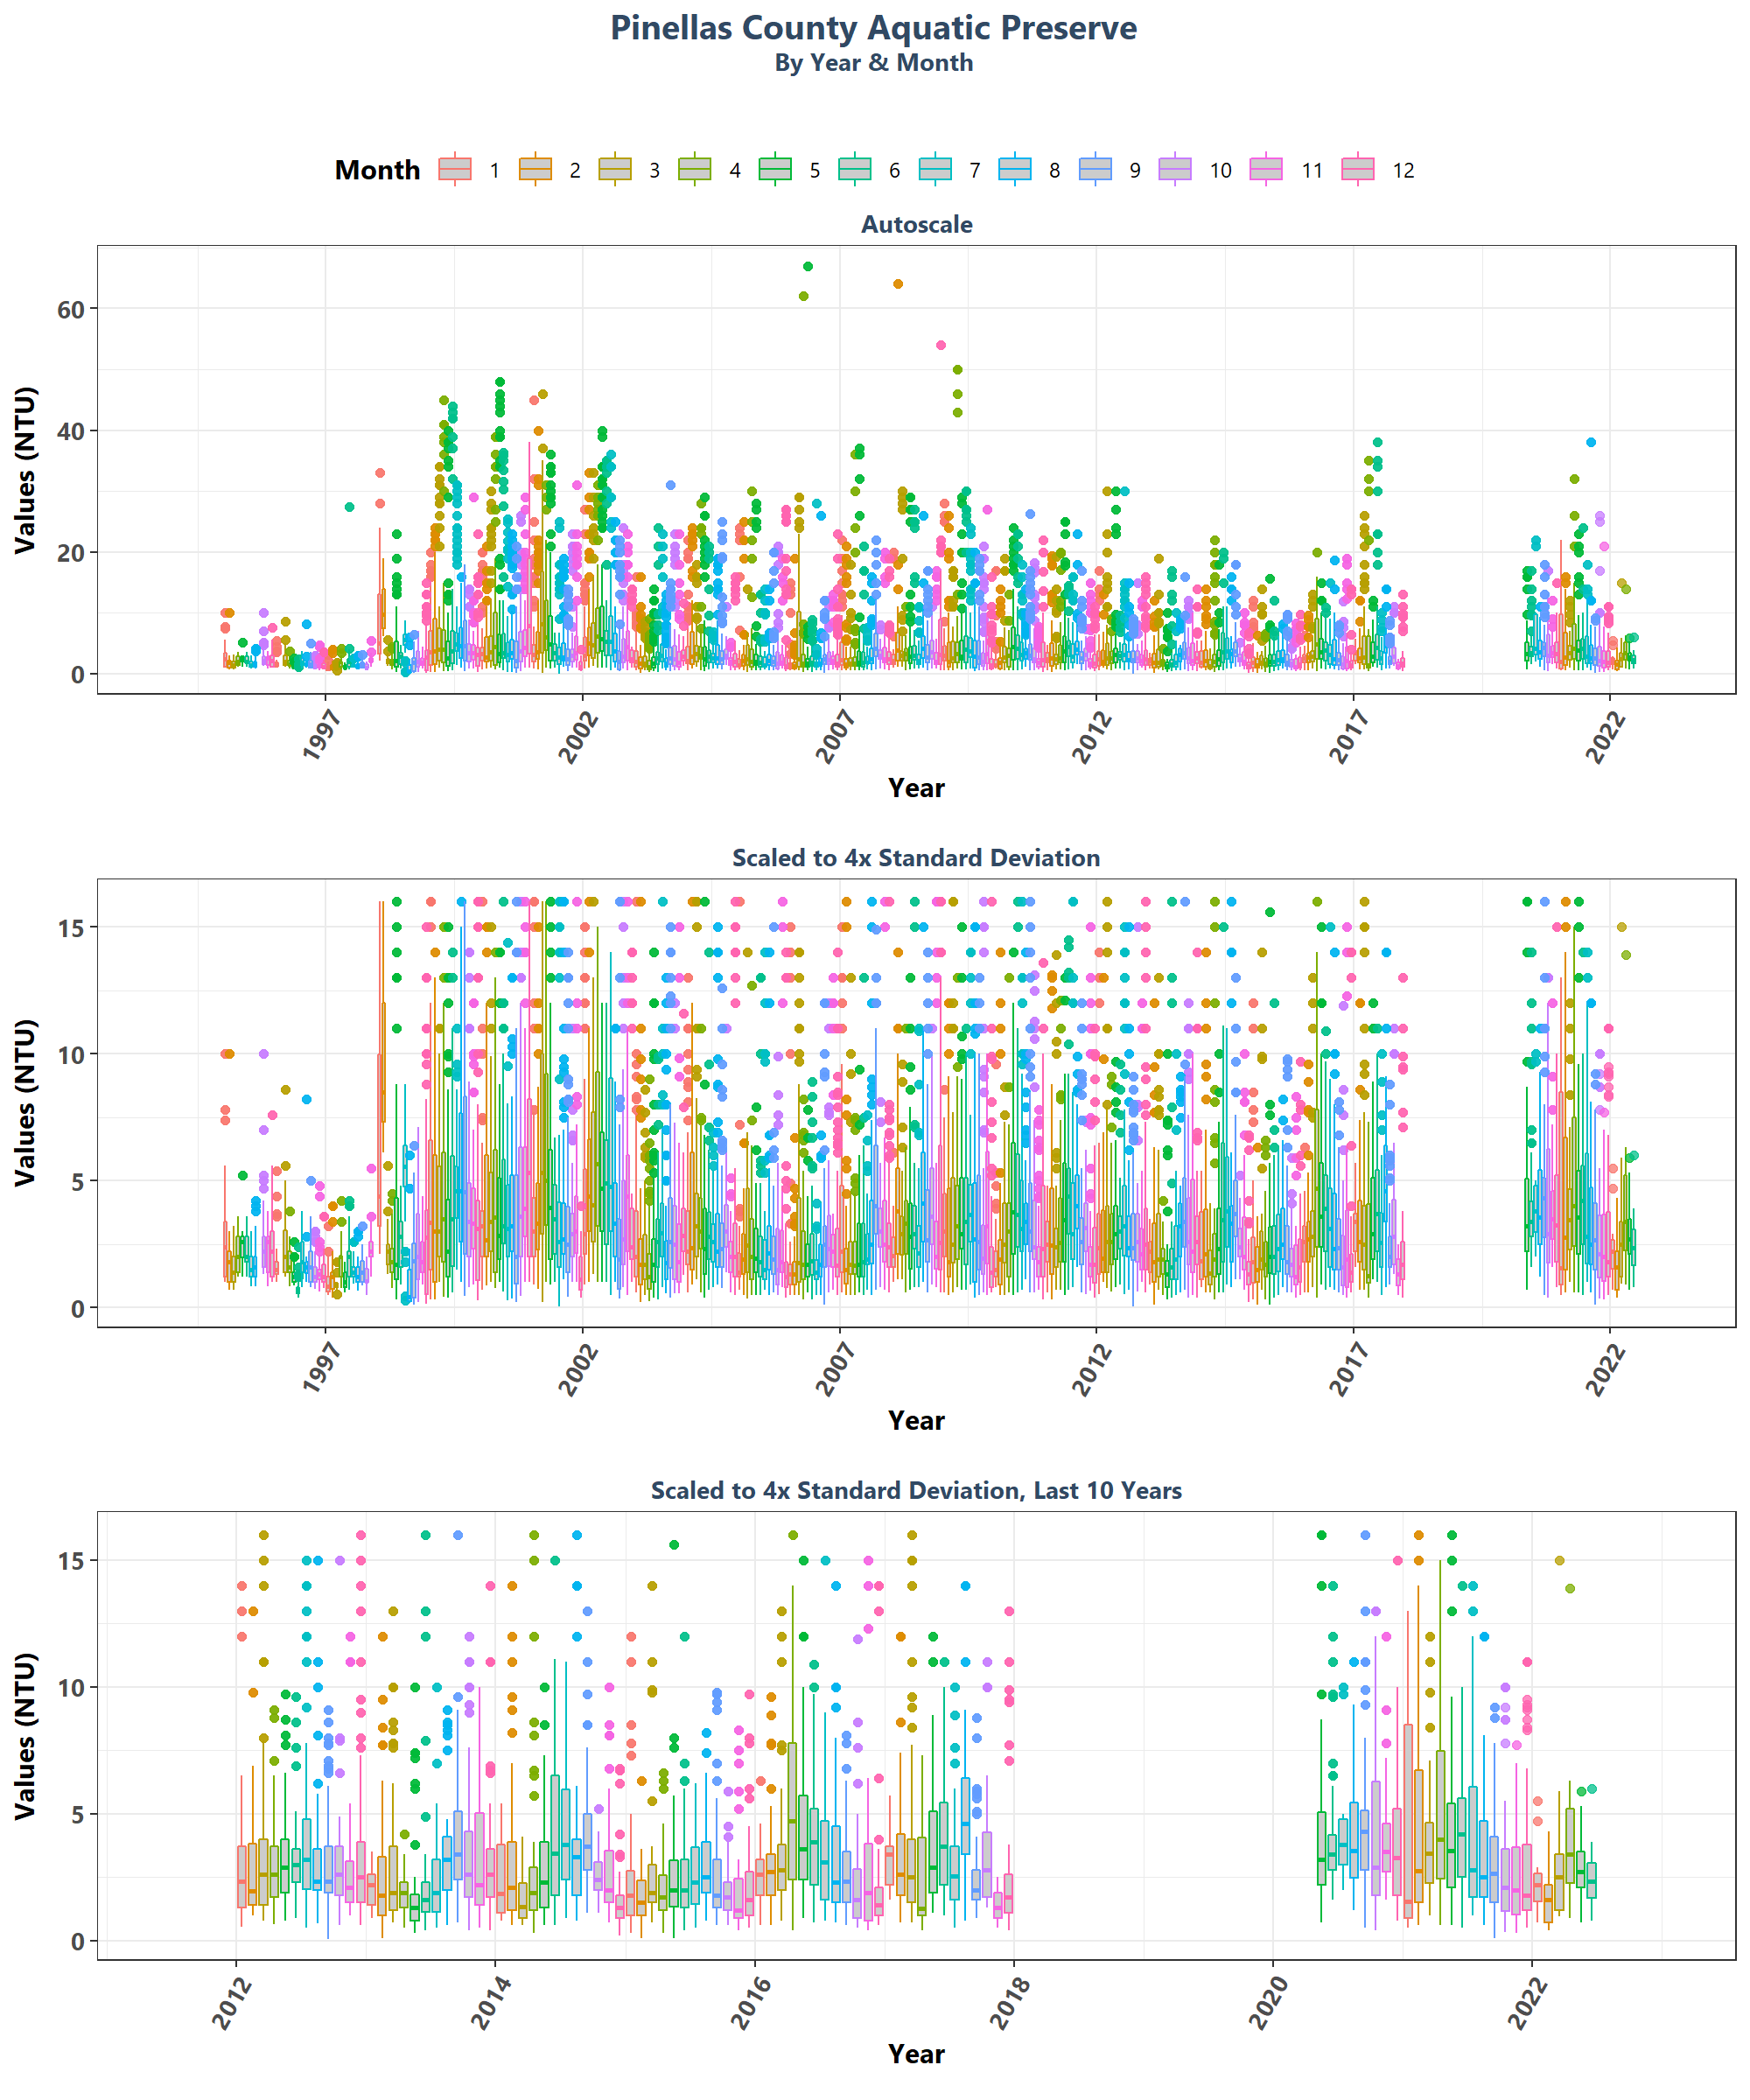 Pinellas County Aquatic Preserve
By Year & Month
Month 1 2 3 4 5 6 7 8 9 10 11 12
Autoscale
Values (NTU)
60
40
20
0
1997 2002 2007 2012 2017 2022
Year
Scaled to 4x Standard Deviation
Values (NTU)
15
10
5
0
1997 2002 2007 2012 2017 2022
Year
Scaled to 4x Standard Deviation, Last 10 Years
Values (NTU)
15
10
5
0
2012 2014 2016 2018 2020 2022
Year